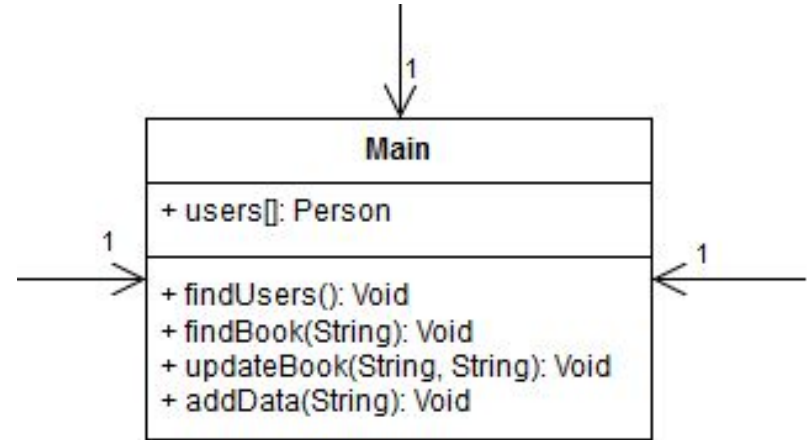 1
Main
+ users[]: Person
1
1
+ findUsers(): Void
+ findBook(String): Void
+ updateBook(String, String): Void
+ addData(String): Void